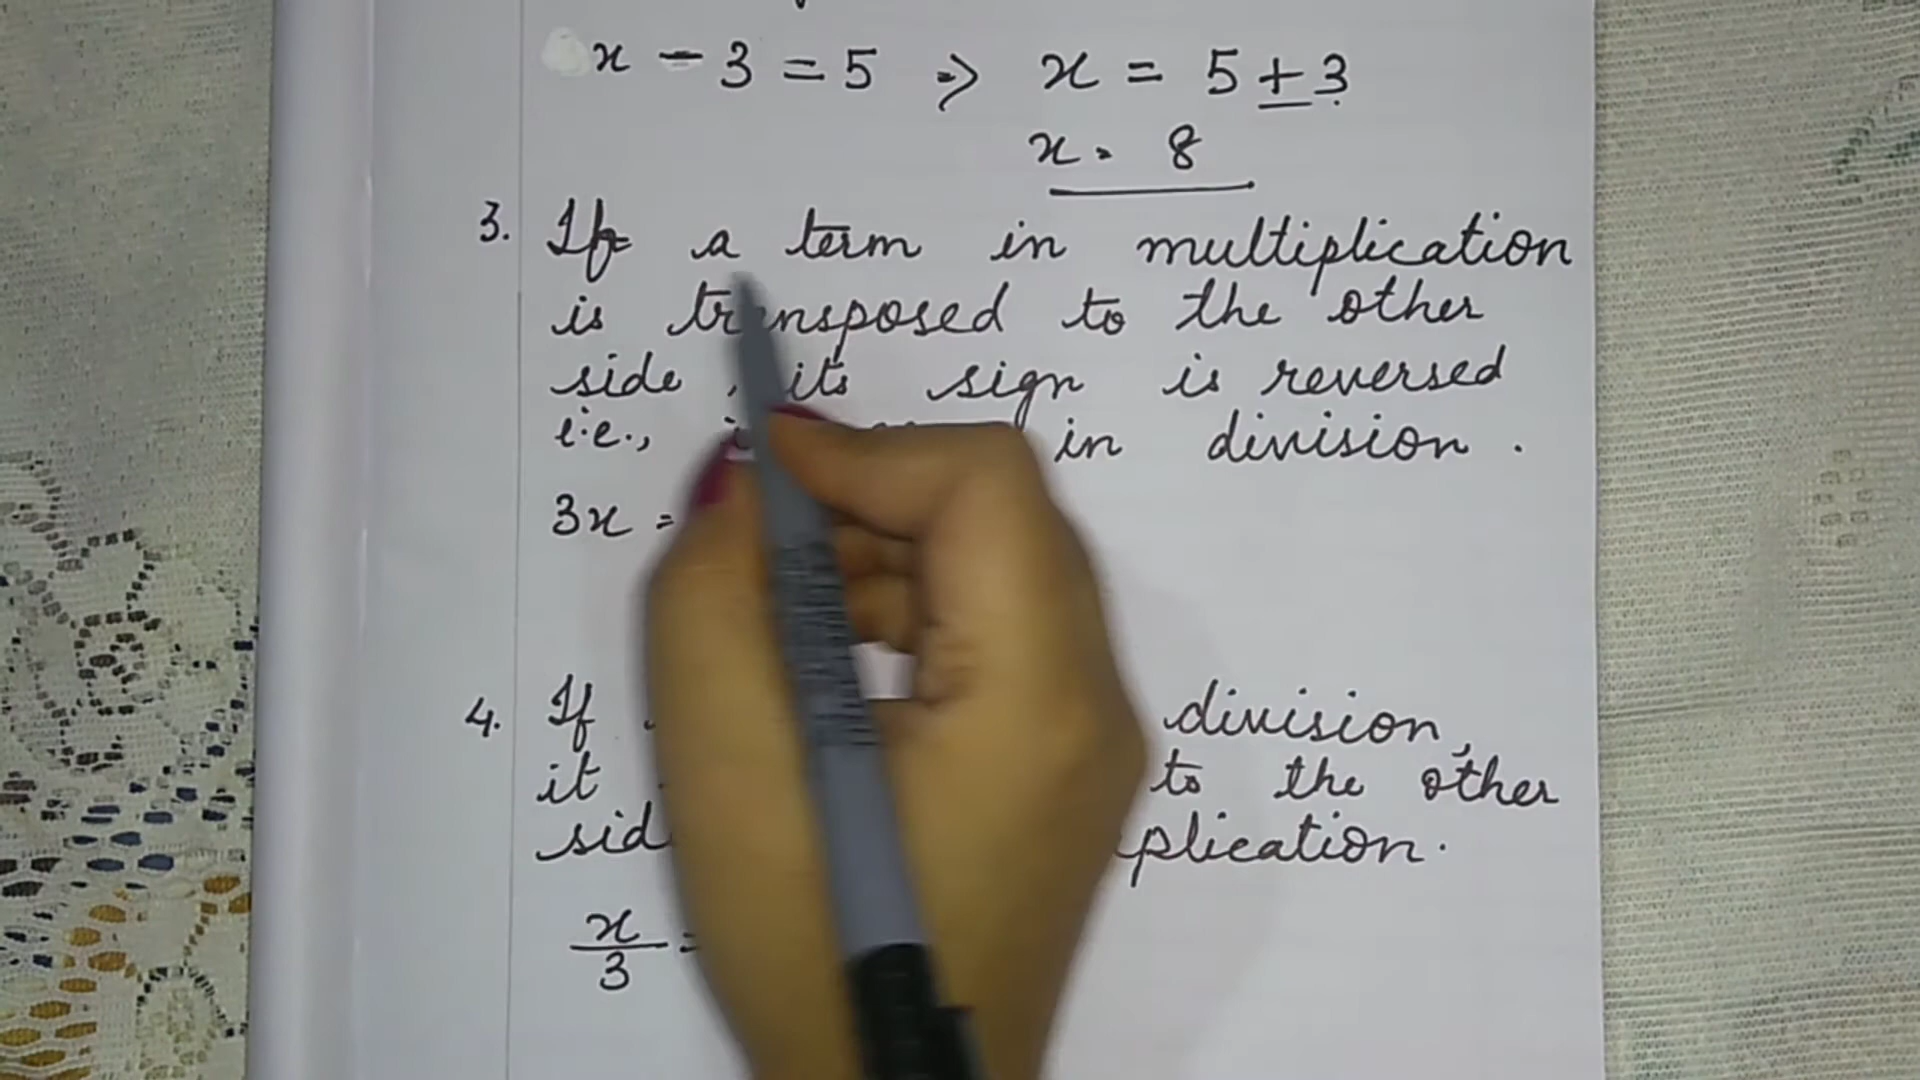 x - 3 = 5 => x = 5 + 3
x = 8
3. If a term in multiplication
is transposed to the other
side, its sign is reversed
i.e., in division.
3x =
4. If division,
it to the other
x/3 =